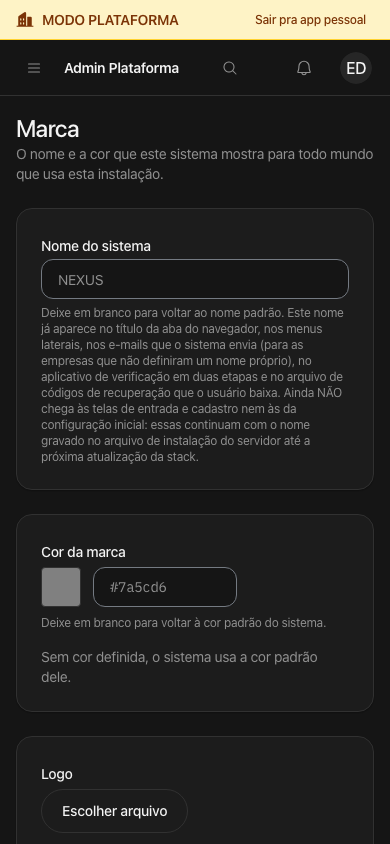 MODO PLATAFORMA
Sair pra app pessoal
Admin Plataforma
ED
Marca
O nome e a cor que este sistema mostra para todo mundo
que usa esta instalação.
Nome do sistema
NEXUS
Deixe em branco para voltar ao nome padrão. Este nome
já aparece no título da aba do navegador, nos menus
laterais, nos e-mails que o sistema envia (para as
empresas que não definiram um nome próprio), no
aplicativo de verificação em duas etapas e no arquivo de
códigos de recuperação que o usuário baixa. Ainda NÃO
chega às telas de entrada e cadastro nem às da
configuração inicial: essas continuam com o nome
gravado no arquivo de instalação do servidor até a
próxima atualização da stack.
Cor da marca
#7a5cd6
Deixe em branco para voltar à cor padrão do sistema.
Sem cor definida, o sistema usa a cor padrão
dele.
Logo
Escolher arquivo